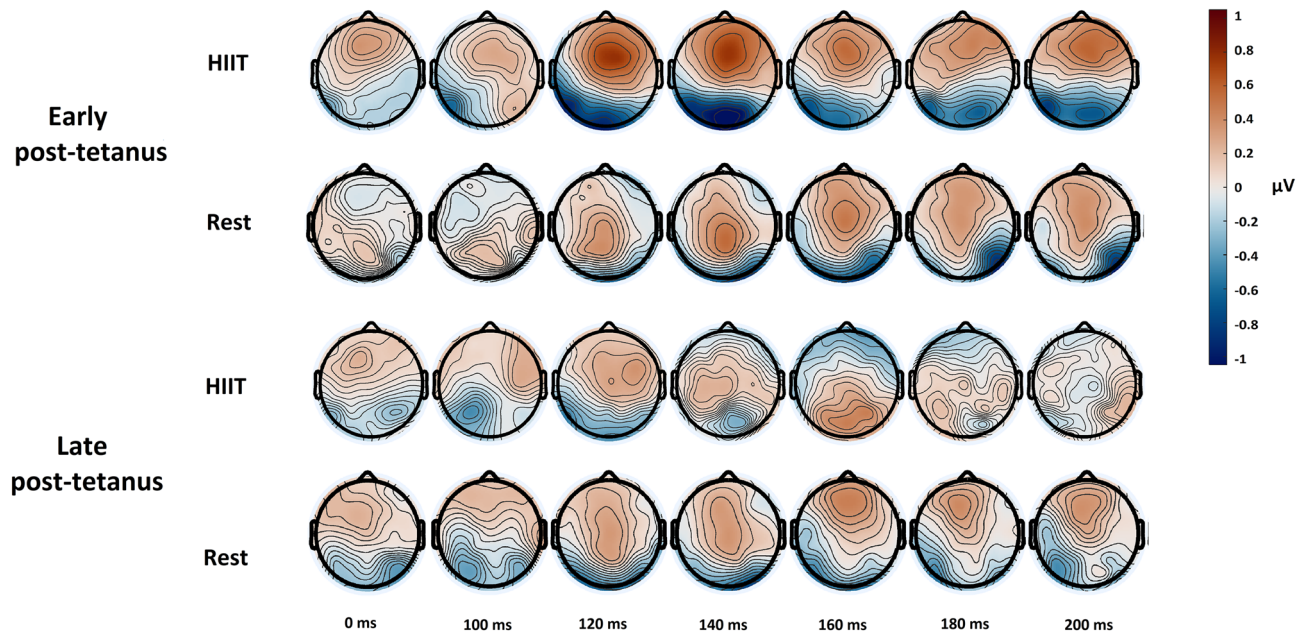 HIIT
Early
post-tetanus
Rest
HIIT
Late
post-tetanus
Rest
0 ms 100 ms 120 ms 140 ms 160 ms 180 ms 200 ms
1
0.8
0.6
0.4
0.2
0
-0.2
-0.4
-0.6
-0.8
-1
µV